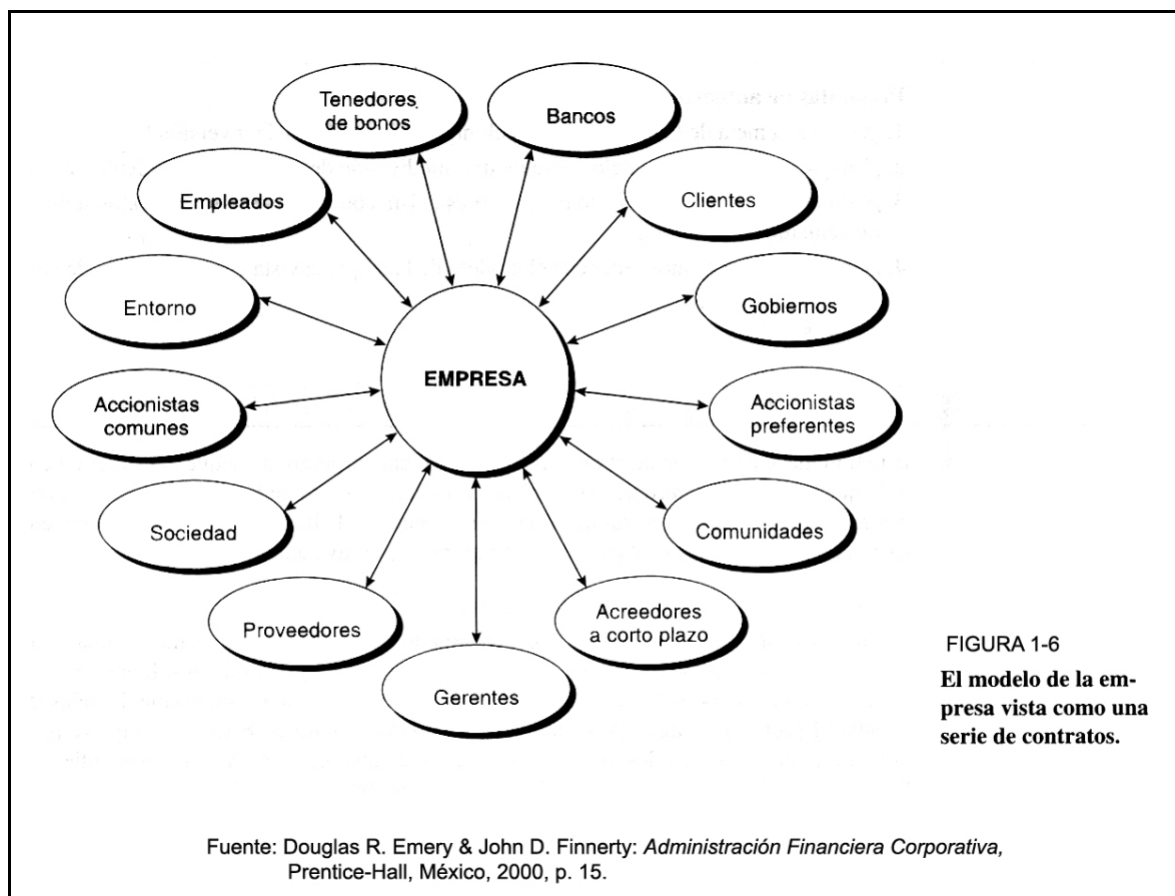 Tenedores
de bonos
Bancos
Empleados
Clientes
Entorno
Gobiernos
EMPRESA
Accionistas
comunes
Accionistas
preferentes
Sociedad
Comunidades
Proveedores
Acreedores
a corto plazo
Gerentes
FIGURA 1-6
El modelo de la em-
presa vista como una
serie de contratos.
Fuente: Douglas R. Emery & John D. Finnerty: Administración Financiera Corporativa,
Prentice-Hall, México, 2000, p. 15.